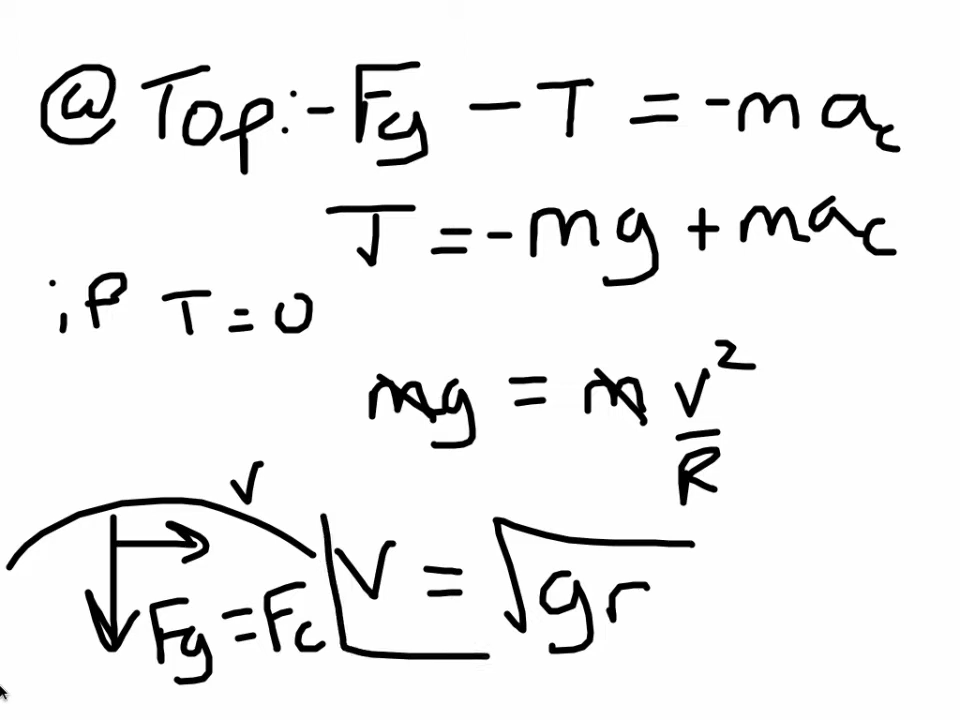 @ Top: -Fg - T = -mac
T = -mg + mac
if T = 0
mg = m v²/R
v
Fg = Fc
V = √gr